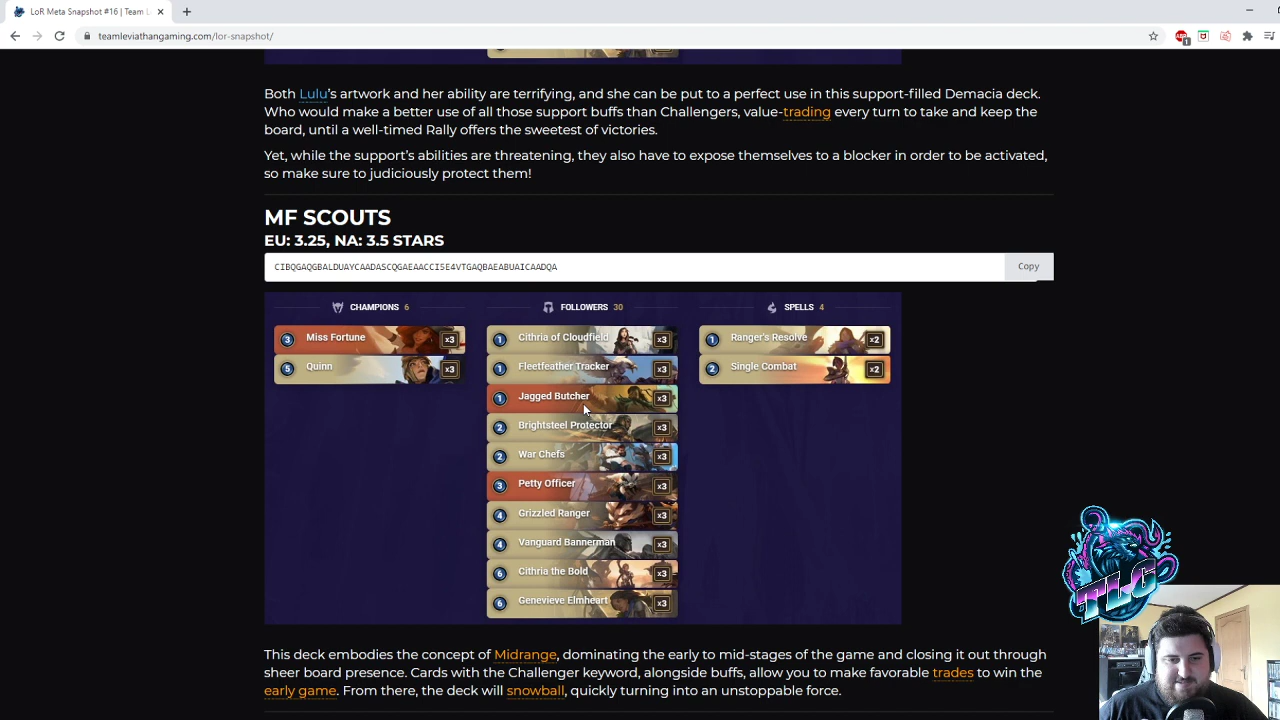 LoR Meta Snapshot #16 | Team L
teamleviathangaming.com/lor-snapshot/
Both Lulu's artwork and her ability are terrifying, and she can be put to a perfect use in this support-filled Demacia deck.
Who would make a better use of all those support buffs than Challengers, value-trading every turn to take and keep the
board, until a well-timed Rally offers the sweetest of victories.
Yet, while the support's abilities are threatening, they also have to expose themselves to a blocker in order to be activated,
so make sure to judiciously protect them!
MF SCOUTS
EU: 3.25, NA: 3.5 STARS
CIBQGAQGBALDUAYCAADASCQGAEAACCI5E4VTGAQBAEABUAICAADQA Copy
CHAMPIONS 6
3 Miss Fortune x3
5 Quinn x3
FOLLOWERS 30
1 Cithria of Cloudfield x3
1 Fleetfeather Tracker x3
1 Jagged Butcher x3
2 Brightsteel Protector x3
2 War Chefs x3
3 Petty Officer x3
4 Grizzled Ranger x3
4 Vanguard Bannerman x3
6 Cithria the Bold x3
6 Genevieve Elmheart x3
SPELLS 4
1 Ranger's Resolve x2
2 Single Combat x2
This deck embodies the concept of Midrange, dominating the early to mid-stages of the game and closing it out through
sheer board presence. Cards with the Challenger keyword, alongside buffs, allow you to make favorable trades to win the
early game. From there, the deck will snowball, quickly turning into an unstoppable force.
TLG